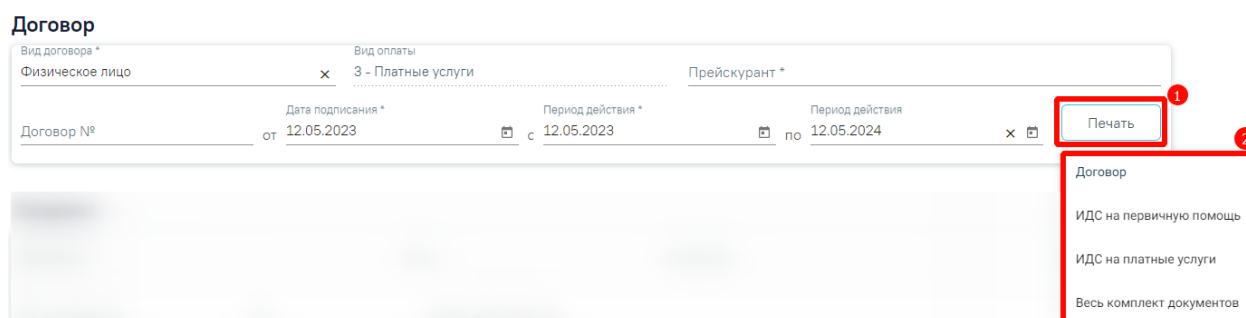 Договор
Вид договора * Вид оплаты
Физическое лицо × 3 - Платные услуги Прейскурант *
1
Дата подписания * Период действия * Период действия
Договор № от 12.05.2023 с 12.05.2023 по 12.05.2024 × Печать
2
Договор
ИДС на первичную помощь
ИДС на платные услуги
Весь комплект документов